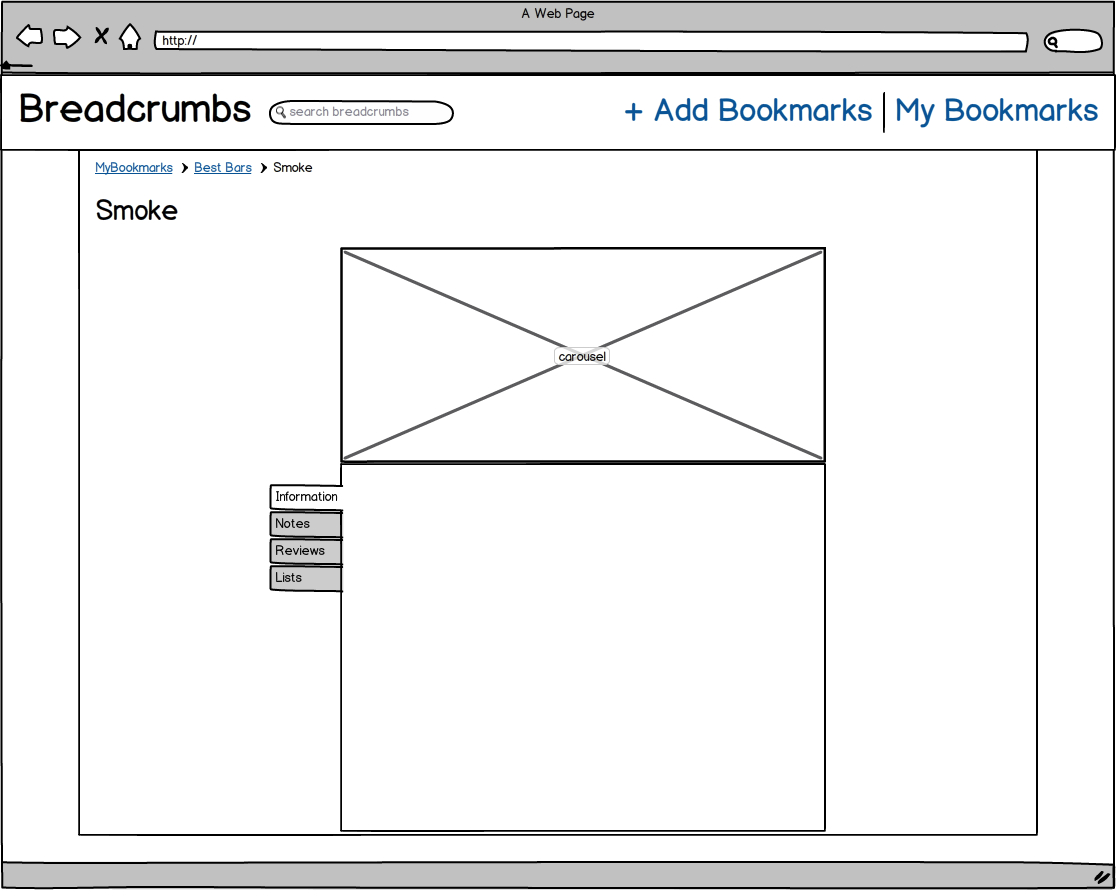 A Web Page
http://
Breadcrumbs
search breadcrumbs
+ Add Bookmarks
My Bookmarks
MyBookmarks
Best Bars
Smoke
Smoke
carousel
Information
Notes
Reviews
Lists